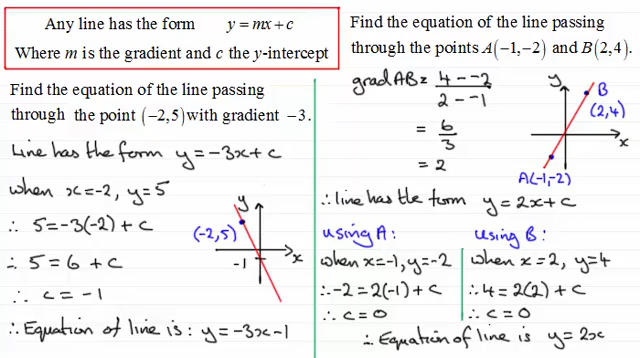 Any line has the form y = mx + c
Where m is the gradient and c the y-intercept
Find the equation of the line passing
through the point (−2,5) with gradient −3.
Line has the form y = −3x + c
when x = −2, y = 5
∴ 5 = −3(−2) + c
∴ 5 = 6 + c
∴ c = −1
∴ Equation of line is: y = −3x − 1
y
(−2,5)
−1
x
Find the equation of the line passing
through the points A(−1,−2) and B(2,4).
grad AB = 4 − −2 / 2 − −1
= 6/3
= 2
y
B
(2,4)
x
A(−1,−2)
∴ line has the form y = 2x + c
using A:
when x = −1, y = −2
∴ −2 = 2(−1) + c
∴ c = 0
using B:
when x = 2, y = 4
∴ 4 = 2(2) + c
∴ c = 0
∴ Equation of line is y = 2x